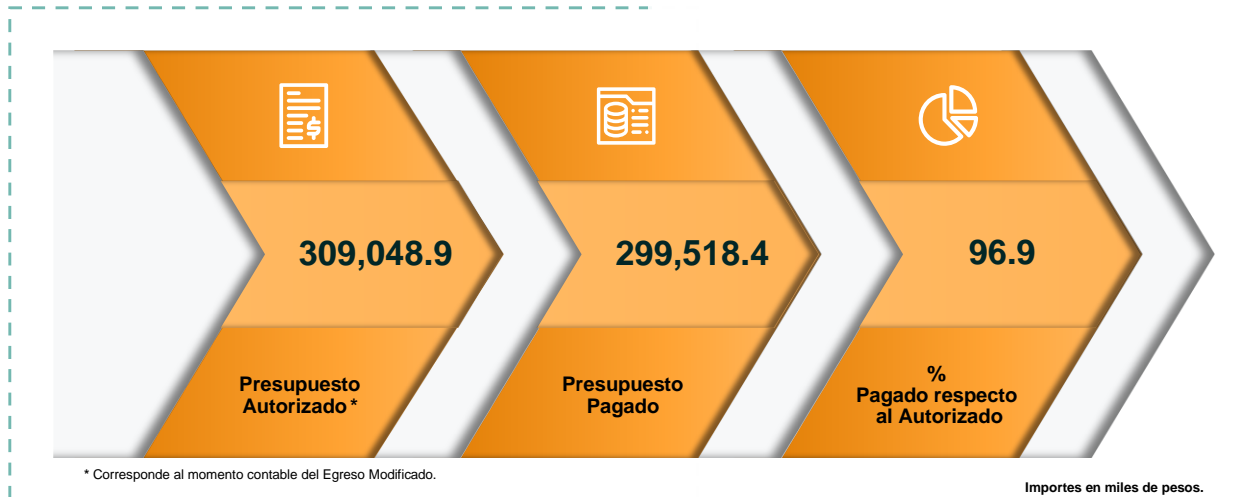 309,048.9
299,518.4
96.9
Presupuesto
Autorizado *
Presupuesto
Pagado
%
Pagado respecto
al Autorizado
* Corresponde al momento contable del Egreso Modificado.
Importes en miles de pesos.